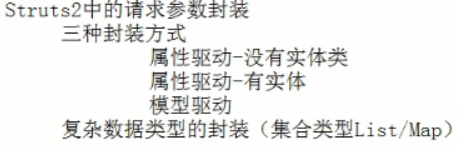 Struts2中的请求参数封装
三种封装方式
属性驱动-没有实体类
属性驱动-有实体
模型驱动
复杂数据类型的封装（集合类型List/Map）